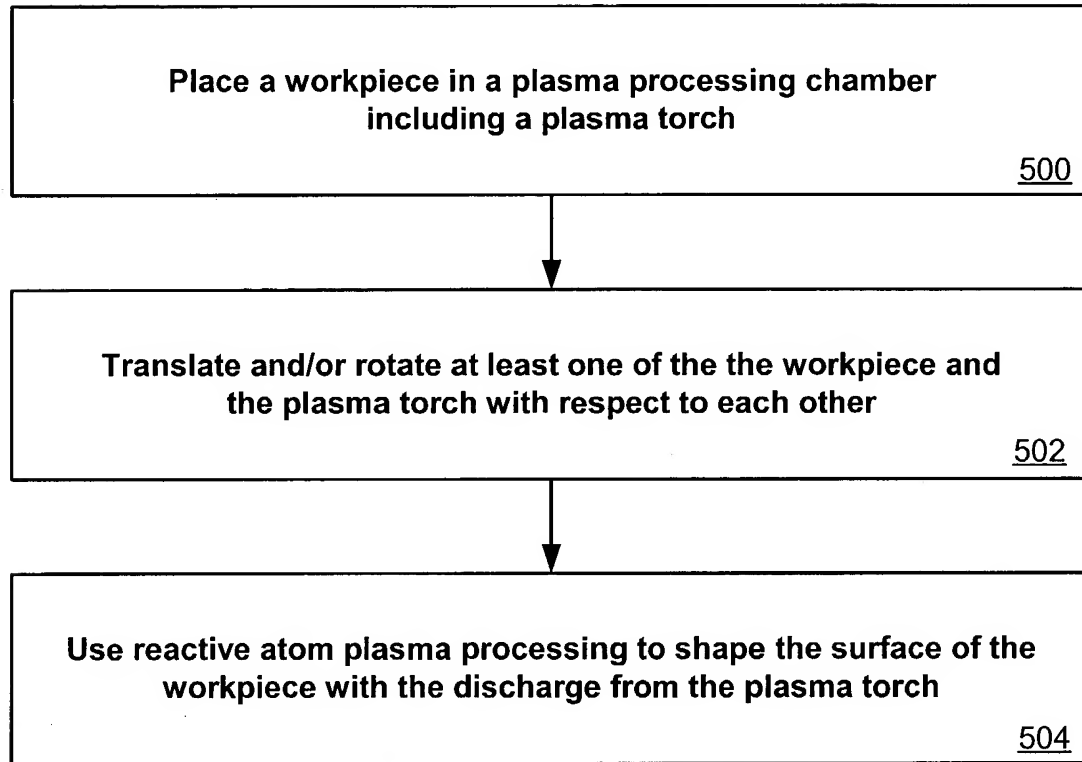 Place a workpiece in a plasma processing chamber
including a plasma torch
500
Translate and/or rotate at least one of the the workpiece and
the plasma torch with respect to each other
502
Use reactive atom plasma processing to shape the surface of the
workpiece with the discharge from the plasma torch
504